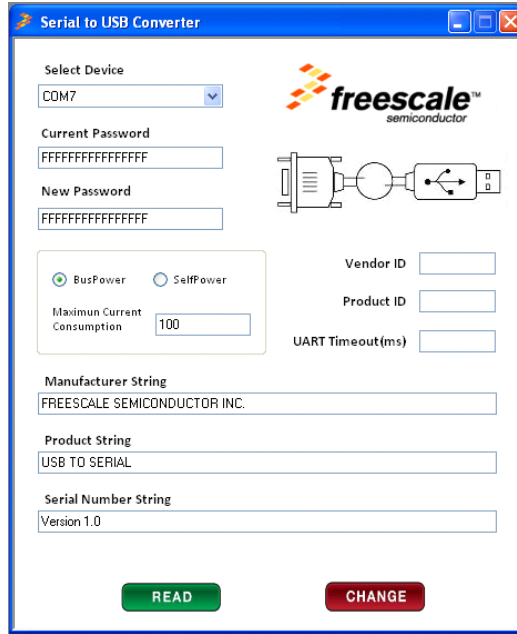 Serial to USB Converter
Select Device
COM7
freescale™
semiconductor
Current Password
FFFFFFFFFFFFFFFF
New Password
FFFFFFFFFFFFFFFF
BusPower SelfPower
Maximun Current
Consumption 100
Vendor ID
Product ID
UART Timeout(ms)
Manufacturer String
FREESCALE SEMICONDUCTOR INC.
Product String
USB TO SERIAL
Serial Number String
Version 1.0
READ CHANGE